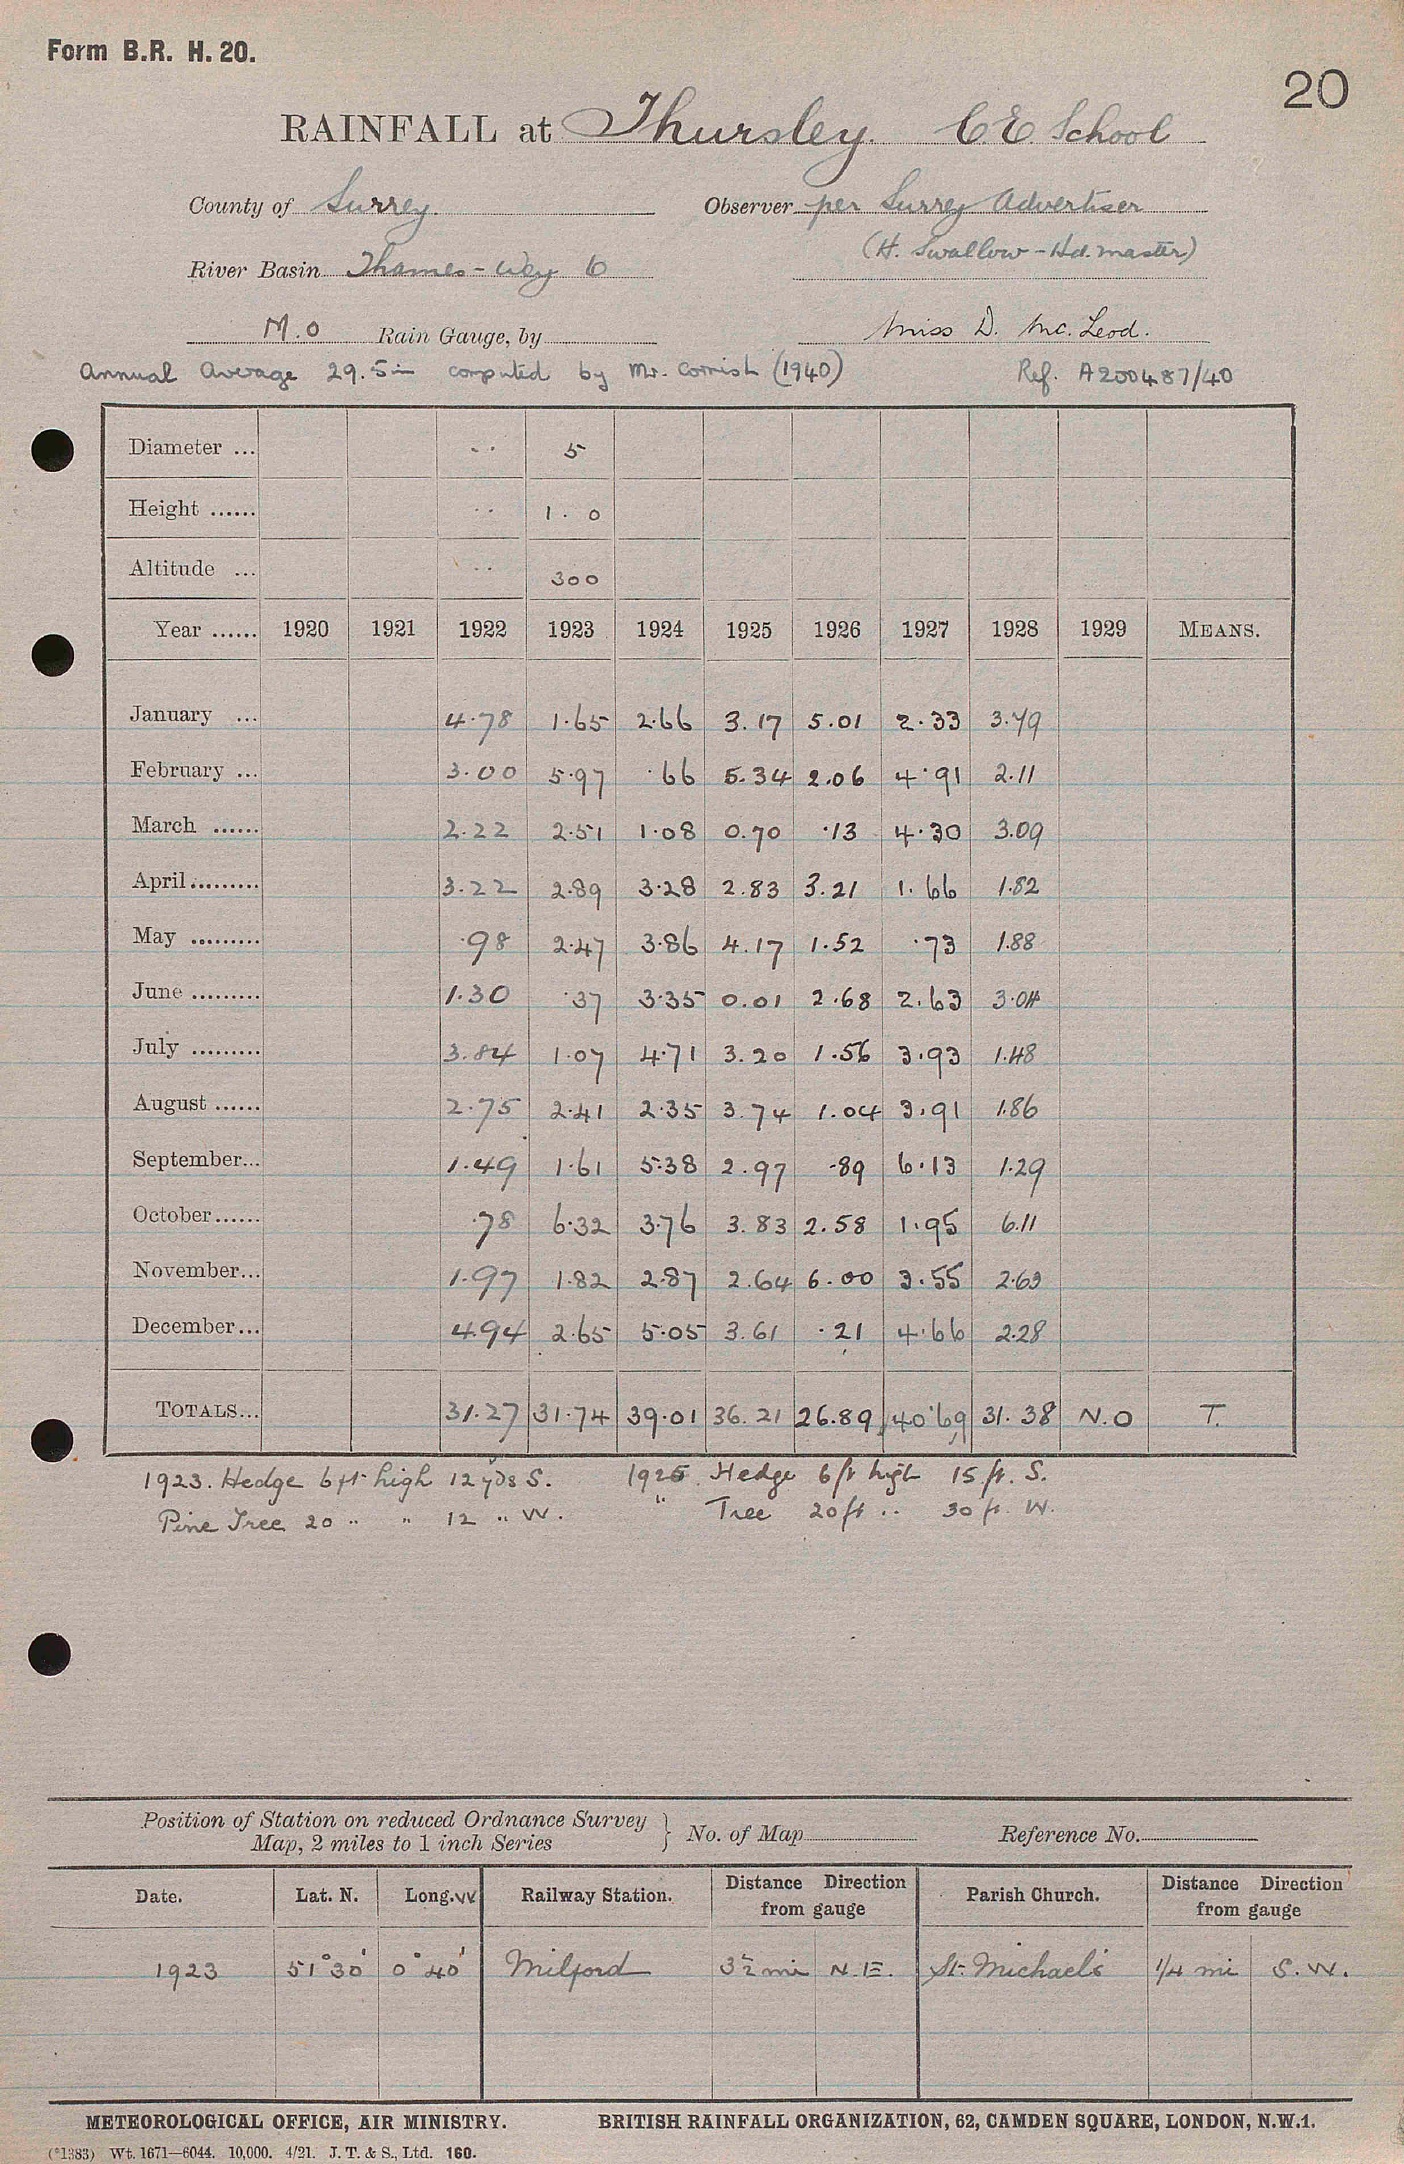 Form B.R. H. 20.
20
RAINFALL at Thursley. C.E. School
County of Surrey. Observer per Surrey Advertiser
(H. Swallow - Hd. master)
River Basin Thames - Wey 6
M.O Rain Gauge, by Miss D. Mc. Leod.
Annual Average 29.5 in computed by Mr. Cornish (1940) Ref. A200487/40
Diameter ... .. 5
Height ...... .. 1. 0
Altitude ... .. 300
Year ...... 1920 1921 1922 1923 1924 1925 1926 1927 1928 1929 MEANS.
January ... 4.78 1.65 2.66 3.17 5.01 2.33 3.79
February ... 3.00 5.97 .66 5.34 2.06 4.91 2.11
March ...... 2.22 2.51 1.08 0.70 .13 4.30 3.09
April......... 3.22 2.89 3.28 2.83 3.21 1.66 1.82
May ......... .98 2.47 3.86 4.17 1.52 .73 1.88
June ......... 1.30 .37 3.35 0.01 2.68 2.63 3.04
July ......... 3.84 1.07 4.71 3.20 1.56 3.93 1.48
August ...... 2.75 2.41 2.35 3.74 1.04 3.91 1.86
September... 1.49 1.61 5.38 2.97 .89 6.13 1.29
October...... .78 6.32 3.76 3.83 2.58 1.95 6.11
November... 1.97 1.82 2.87 2.64 6.00 3.55 2.63
December... 4.94 2.65 5.05 3.61 .21 4.66 2.28
TOTALS... 31.27 31.74 39.01 36.21 26.89 40.69 31.38 N.O T.
1923. Hedge 6 ft high 12 yds S. 1925. Hedge 6 ft high 15 ft. S.
Pine Tree 20 " " 12 " W. " Tree 20 ft .. 30 ft W.
Position of Station on reduced Ordnance Survey
Map, 2 miles to 1 inch Series } No. of Map Reference No.
Date. Lat. N. Long. W. Railway Station. Distance Direction from gauge Parish Church. Distance Direction from gauge
1923 51°30' 0°40' Milford 3½ mi N.E. St. Michael's 1/4 mi S.W.
METEOROLOGICAL OFFICE, AIR MINISTRY. BRITISH RAINFALL ORGANIZATION, 62, CAMDEN SQUARE, LONDON, N.W.1.
(*1383) Wt. 1671—6044. 10,000. 4/21. J. T. & S., Ltd. 160.